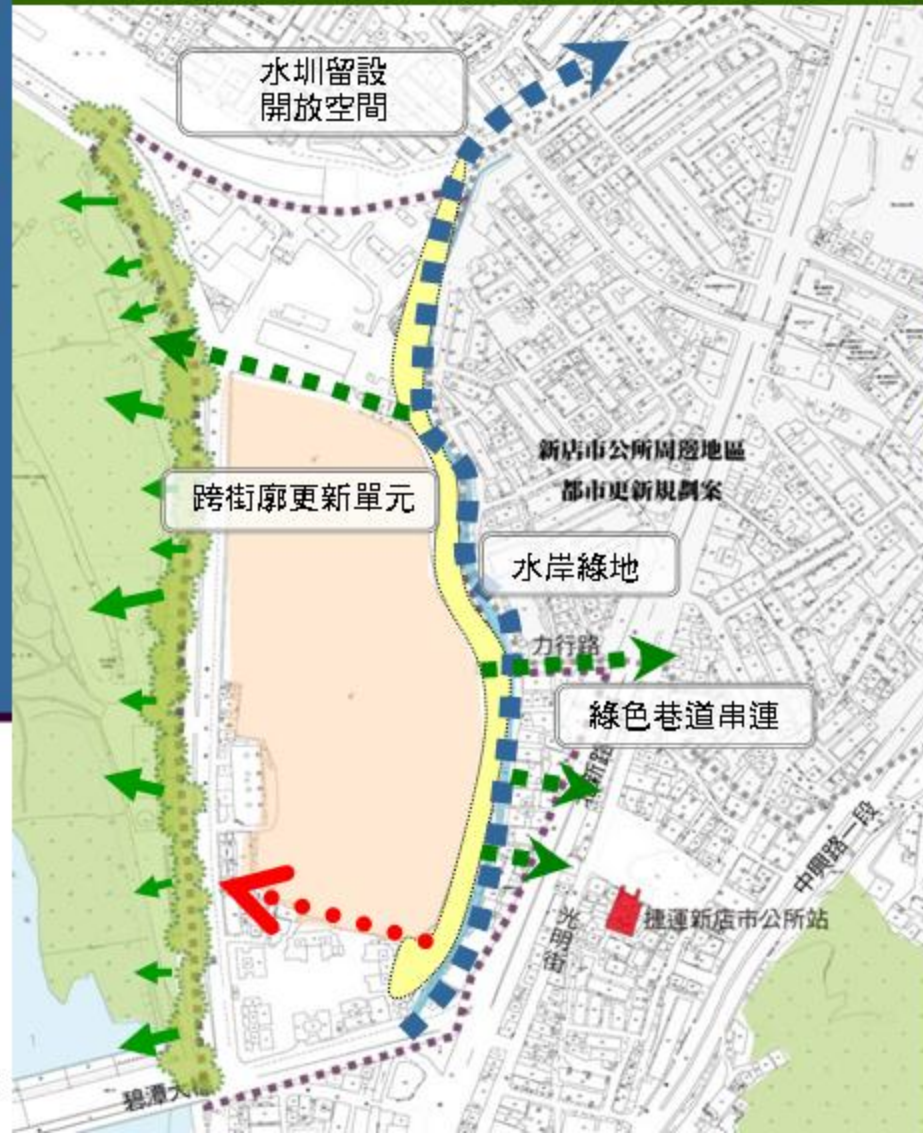 水圳留設
開放空間
新店市公所周邊地區
都市更新規劃案
跨街廓更新單元
水岸綠地
力行路
綠色巷道串連
北新路
中興路一段
光明街
捷運新店市公所站
碧潭大